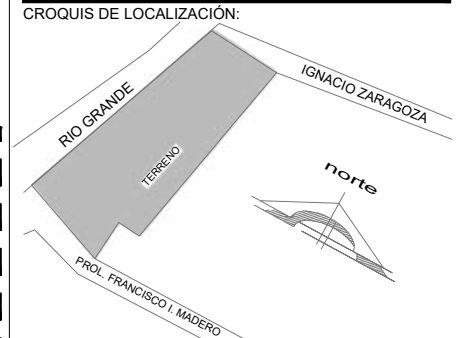 CROQUIS DE LOCALIZACIÓN:
IGNACIO ZARAGOZA
RIO GRANDE
TERRENO
norte
PROL. FRANCISCO I. MADERO